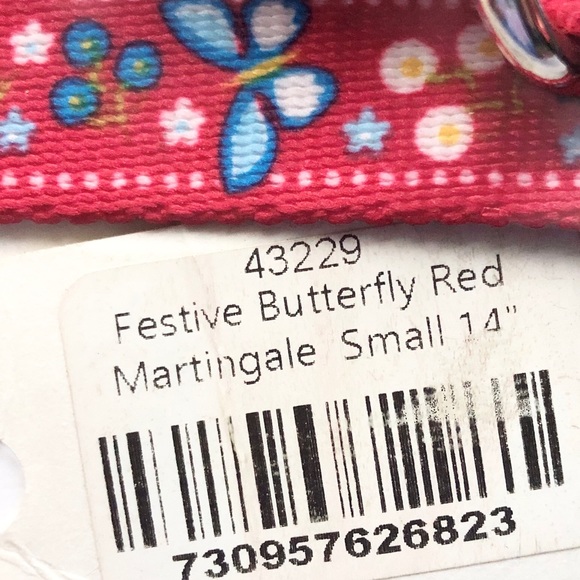 43229
Festive Butterfly Red
Martingale Small 14"
730957626823